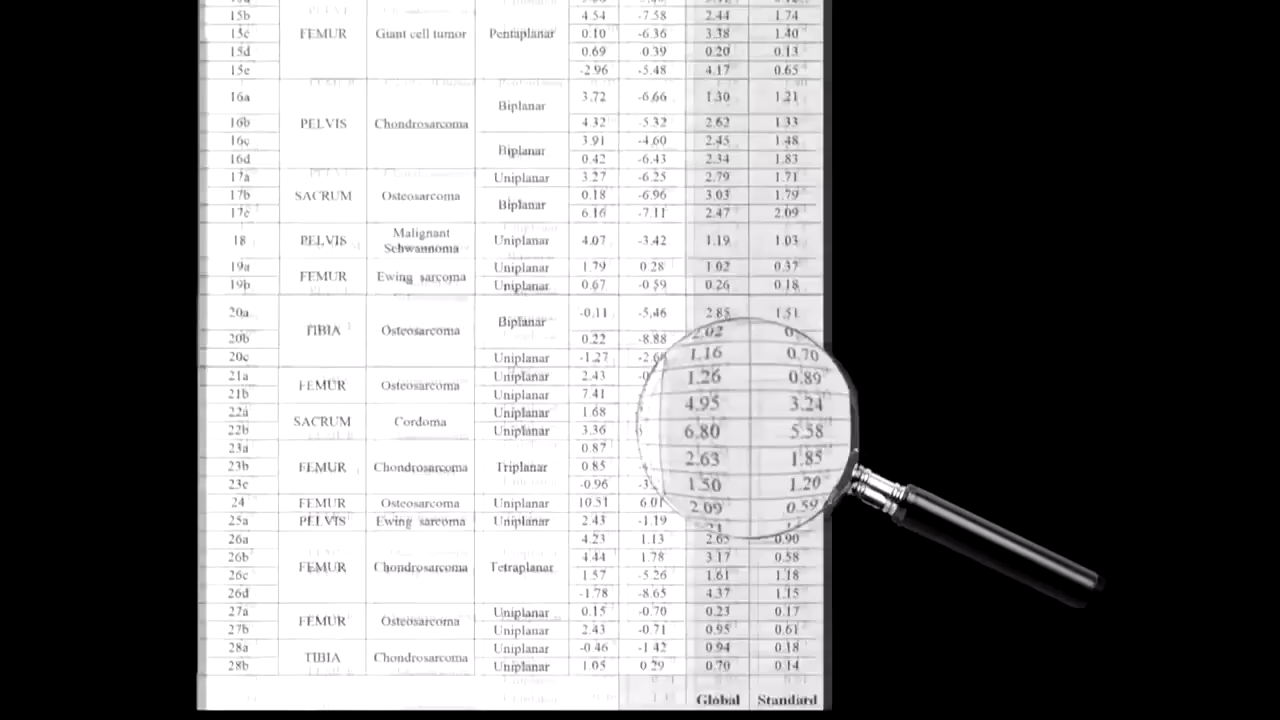 15b 4.54 -7.58 2.44 1.74
15c FEMUR Giant cell tumor Pentaplanar 0.10 -6.36 3.38 1.40
15d 0.69 -0.39 0.20 0.13
15e -2.96 -5.48 4.17 0.65
16a 3.72 -6.66 1.30 1.21
Biplanar
16b PELVIS Chondrosarcoma 4.32 -5.32 2.62 1.33
16c 3.91 -4.60 2.45 1.48
Biplanar
16d 0.42 -6.43 2.34 1.83
17a Uniplanar 3.27 -6.25 2.79 1.71
17b SACRUM Osteosarcoma 0.18 -6.96 3.03 1.79
Biplanar
17c 6.16 -7.11 2.47 2.09
Malignant
18 PELVIS Uniplanar 4.07 -3.42 1.19 1.03
Schwannoma
19a Uniplanar 1.79 0.28 1.02 0.37
FEMUR Ewing sarcoma
19b Uniplanar 0.67 -0.59 0.26 0.18
20a -0.11 -5.46 2.85 1.51
TIBIA Osteosarcoma Biplanar
20b 0.22 -8.88 2.02
20c Uniplanar -1.27 1.16 0.70
21a Uniplanar 2.43 1.26 0.89
FEMUR Osteosarcoma
21b Uniplanar 7.41 4.95 3.24
22a Uniplanar 1.68 6.80 5.58
SACRUM Cordoma
22b Uniplanar 3.36 2.63 1.85
23a 0.87 1.50 1.20
23b FEMUR Chondrosarcoma Triplanar 0.85 2.09 0.59
23c -0.96
24 FEMUR Osteosarcoma Uniplanar 10.51 6.01
25a PELVIS Ewing sarcoma Uniplanar 2.43 -1.19
26a 4.23 1.13 2.65 0.90
26b 4.44 1.78 3.17 0.58
FEMUR Chondrosarcoma Tetraplanar
26c 1.57 -5.26 1.61 1.18
26d -1.78 -8.65 4.37 1.15
27a Uniplanar 0.15 -0.70 0.23 0.17
FEMUR Osteosarcoma
27b Uniplanar 2.43 -0.71 0.95 0.61
28a Uniplanar -0.46 -1.42 0.94 0.18
TIBIA Chondrosarcoma
28b Uniplanar 1.05 0.29 0.70 0.14
Global Standard